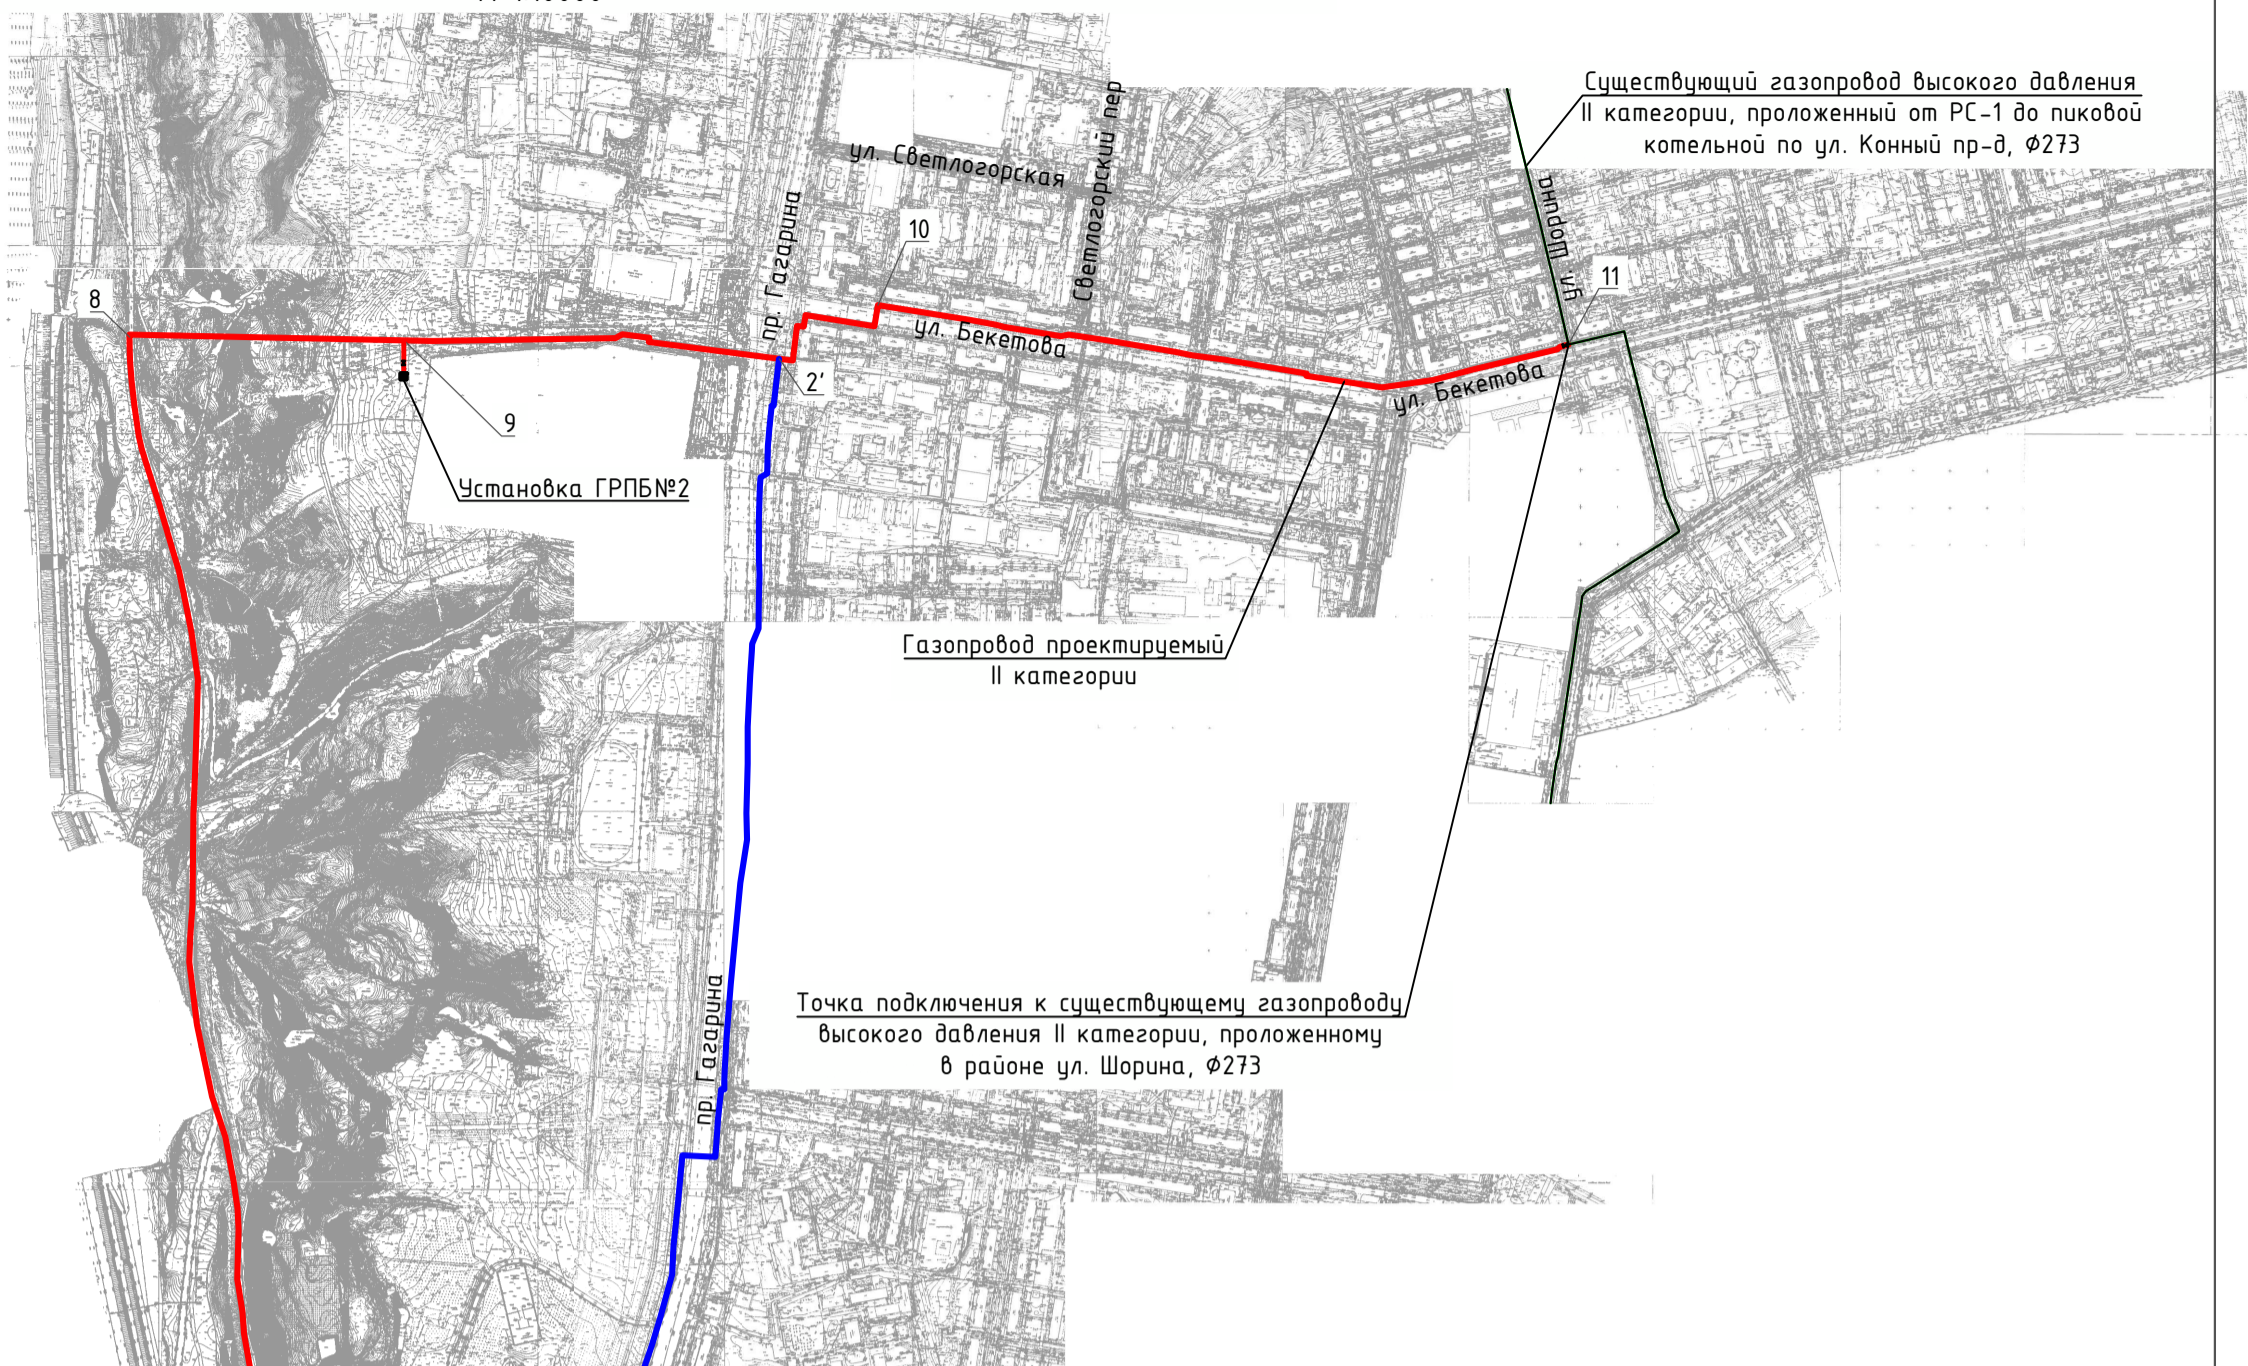 Существующий газопровод высокого давления
II категории, проложенный от РС-1 до пиковой
котельной по ул. Конный пр-д, Ф273
Светлогорский пер
ул. Светлогорская
пр. Гагарина
ул. Шорина
10
11
8
ул. Бекетова
ул. Бекетова
2'
9
Установка ГРПБ№2
Газопровод проектируемый
II категории
Точка подключения к существующему газопроводу
высокого давления II категории, проложенному
в районе ул. Шорина, Ф273
пр. Гагарина